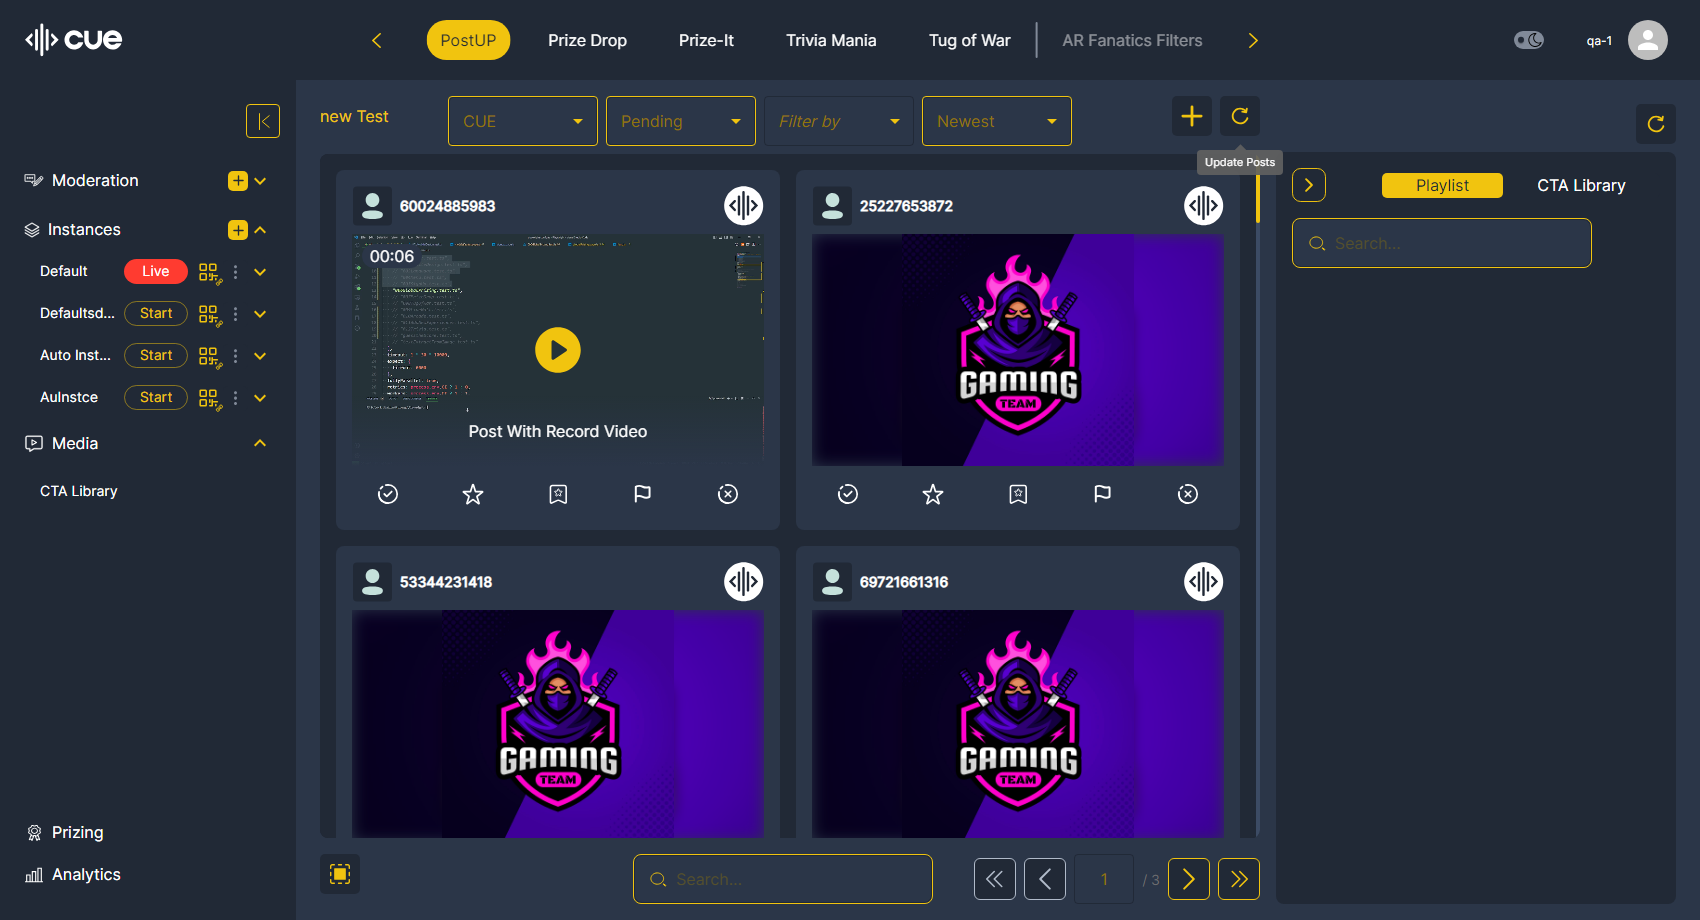 cue
PostUP
Prize Drop
Prize-It
Trivia Mania
Tug of War
AR Fanatics Filters
qa-1
new Test
CUE
Pending
Filter by
Newest
Update Posts
Moderation
Instances
Default
Live
Defaultsd...
Start
Auto Inst...
Start
AuInstce
Start
Media
CTA Library
Prizing
Analytics
60024885983
00:06
Post With Record Video
25227653872
GAMING
TEAM
53344231418
GAMING
TEAM
69721661316
GAMING
TEAM
Playlist
CTA Library
Search...
Search...
1
/ 3